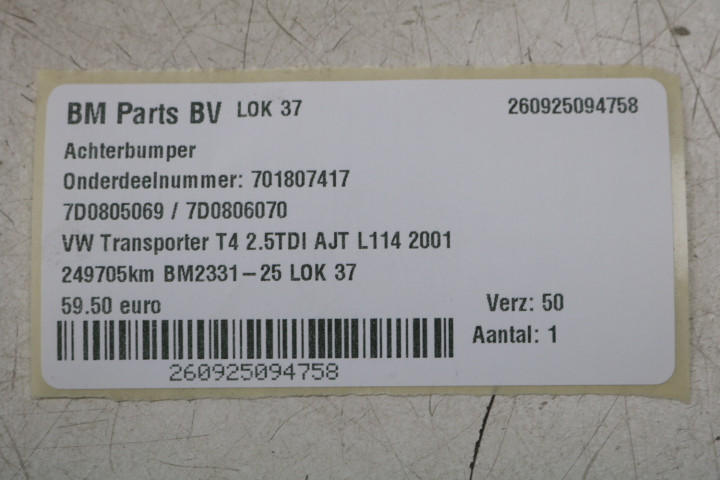 BM Parts BV LOK 37 260925094758
Achterbumper
Onderdeelnummer: 701807417
7D0805069 / 7D0806070
VW Transporter T4 2.5TDI AJT L114 2001
249705km BM2331-25 LOK 37
59.50 euro Verz: 50
Aantal: 1
260925094758